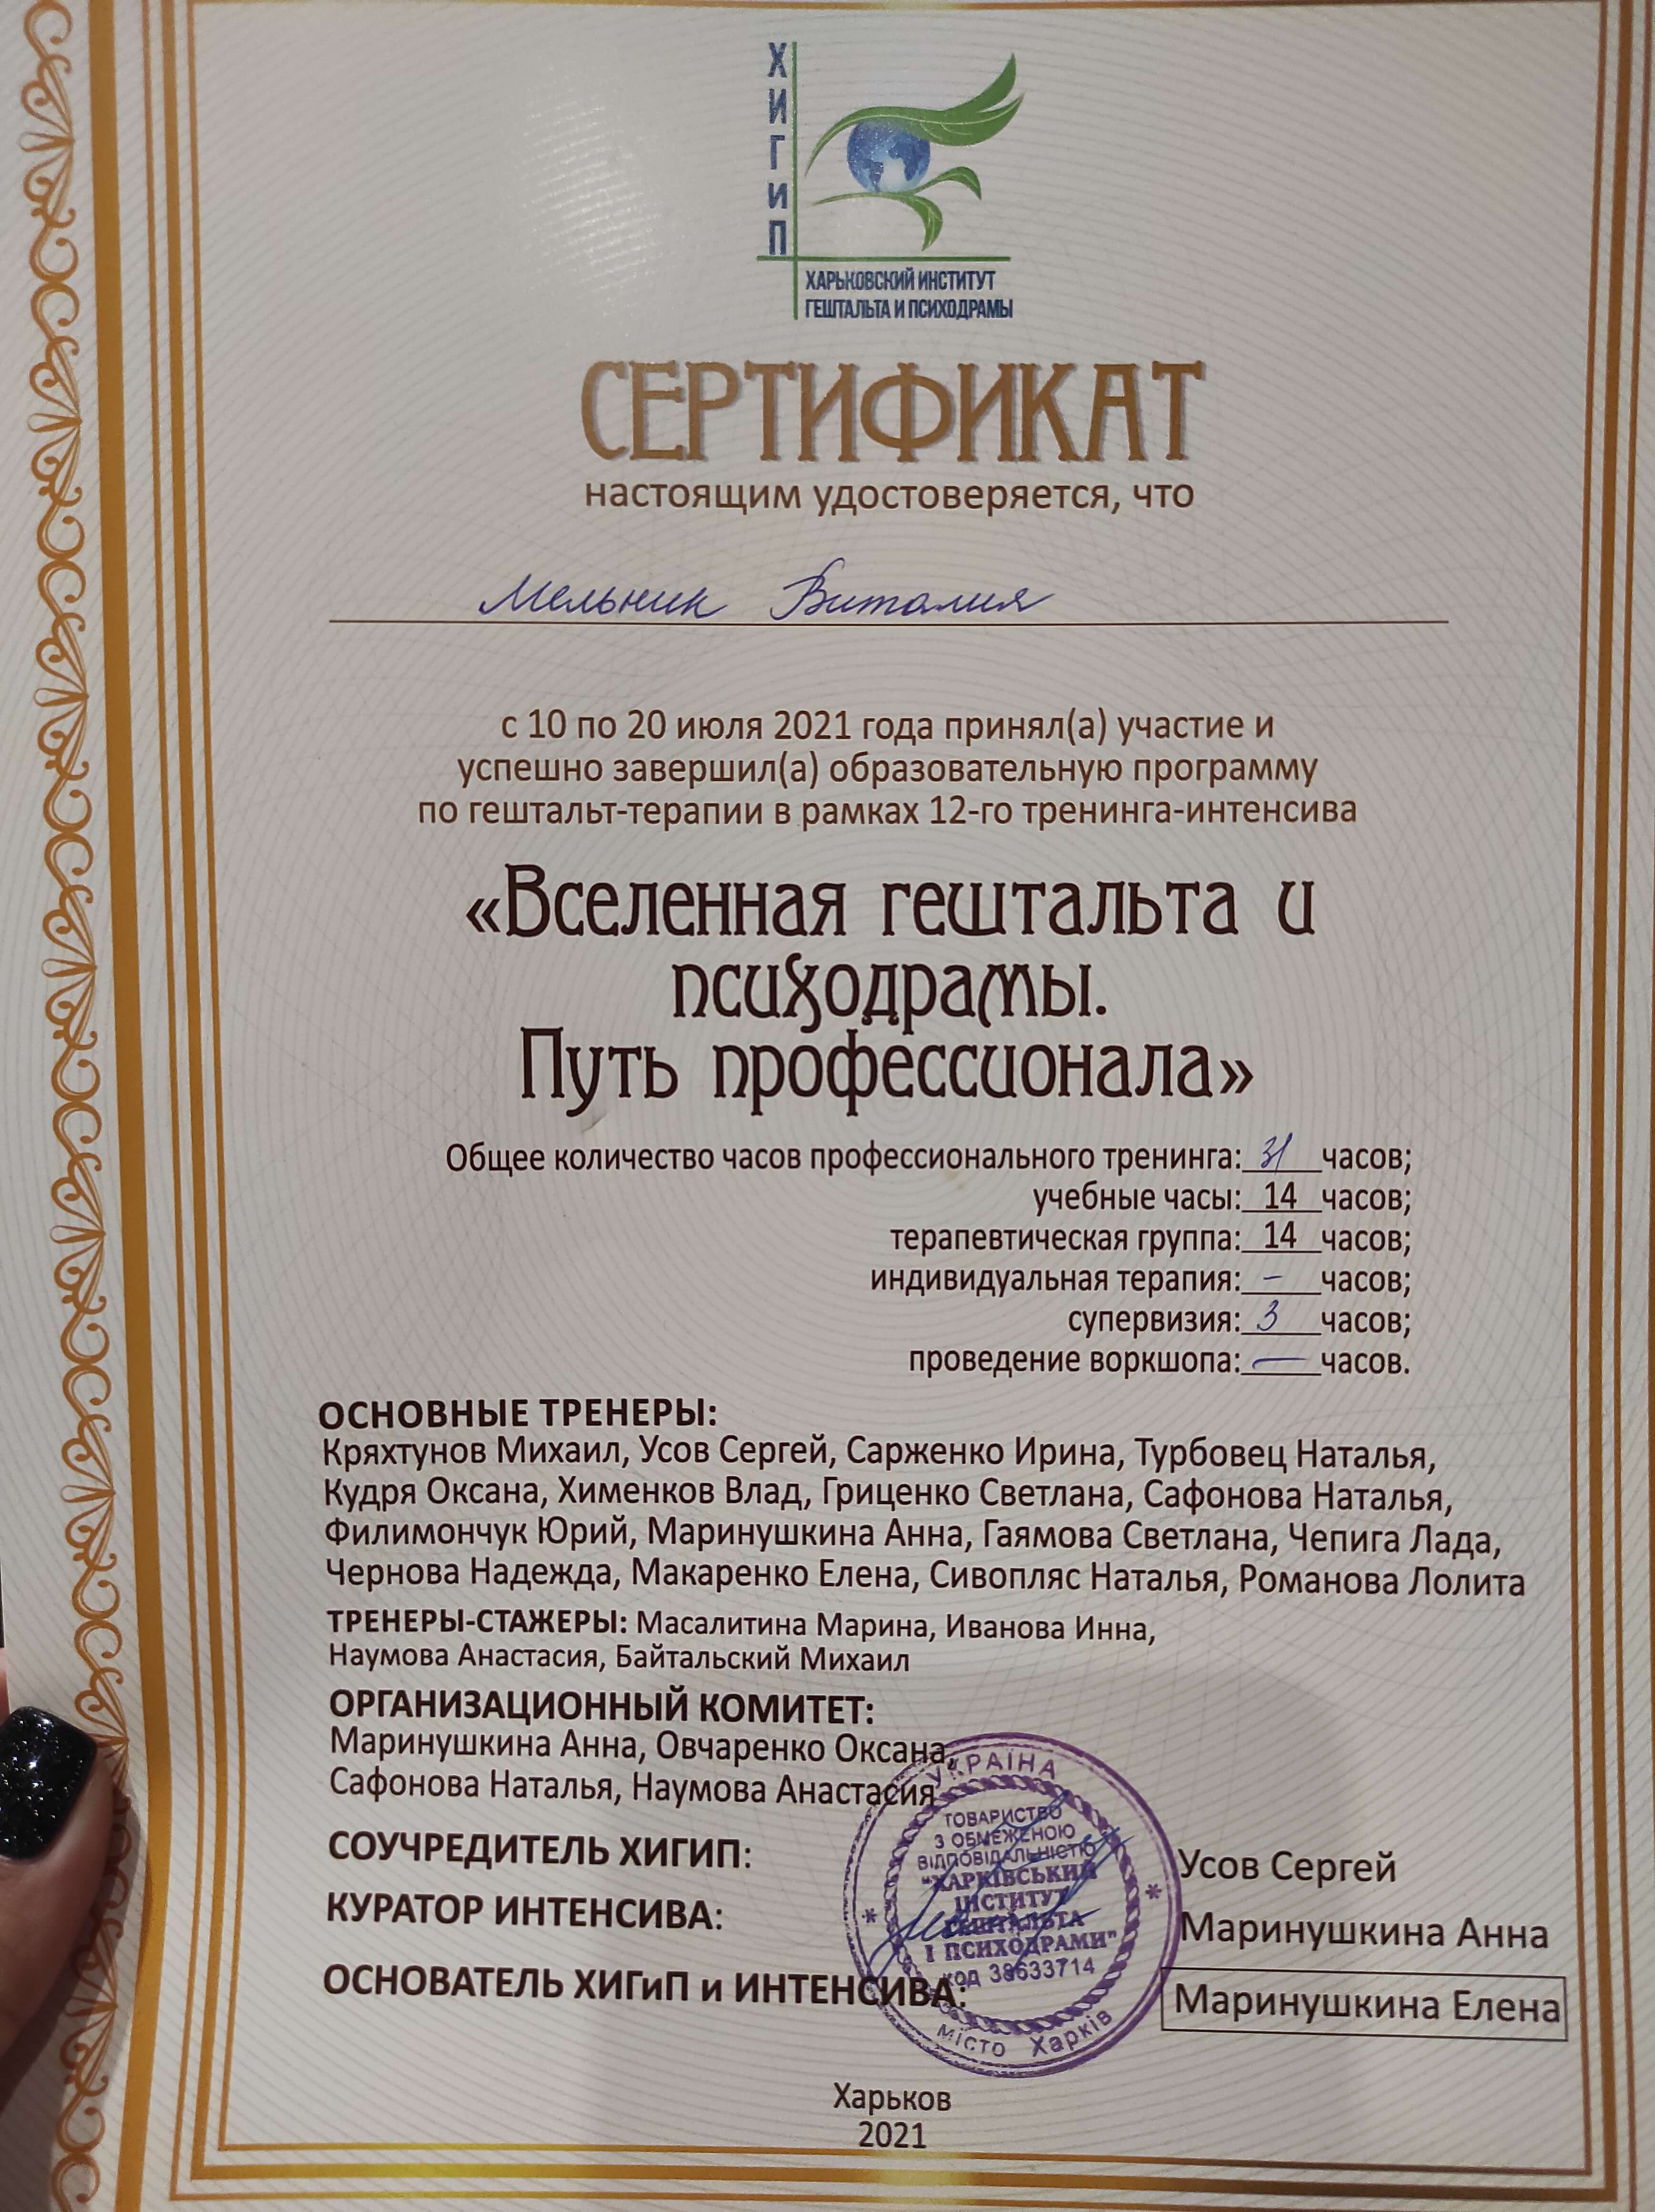 ХИГиП
ХАРЬКОВСКИЙ ИНСТИТУТ
ГЕШТАЛЬТА И ПСИХОДРАМЫ
СЕРТИФИКАТ
настоящим удостоверяется, что
Мельник Виталия
с 10 по 20 июля 2021 года принял(а) участие и
успешно завершил(а) образовательную программу
по гештальт-терапии в рамках 12-го тренинга-интенсива
«Вселенная гештальта и
психодрамы.
Путь профессионала»
Общее количество часов профессионального тренинга: 31 часов;
учебные часы: 14 часов;
терапевтическая группа: 14 часов;
индивидуальная терапия: – часов;
супервизия: 3 часов;
проведение воркшопа: — часов.
ОСНОВНЫЕ ТРЕНЕРЫ:
Кряхтунов Михаил, Усов Сергей, Сарженко Ирина, Турбовец Наталья,
Кудря Оксана, Хименков Влад, Гриценко Светлана, Сафонова Наталья,
Филимончук Юрий, Маринушкина Анна, Гаямова Светлана, Чепига Лада,
Чернова Надежда, Макаренко Елена, Сивопляс Наталья, Романова Лолита
ТРЕНЕРЫ-СТАЖЕРЫ: Масалитина Марина, Иванова Инна,
Наумова Анастасия, Байтальский Михаил
ОРГАНИЗАЦИОННЫЙ КОМИТЕТ:
Маринушкина Анна, Овчаренко Оксана,
Сафонова Наталья, Наумова Анастасия
СОУЧРЕДИТЕЛЬ ХИГИП: Усов Сергей
КУРАТОР ИНТЕНСИВА: Маринушкина Анна
ОСНОВАТЕЛЬ ХИГиП и ИНТЕНСИВА: Маринушкина Елена
УКРАЇНА
ТОВАРИСТВО
З ОБМЕЖЕНОЮ
ВІДПОВІДАЛЬНІСТЮ
"ХАРКІВСЬКИЙ
ІНСТИТУТ
ГЕШТАЛЬТА
І ПСИХОДРАМИ"
код 38633714
місто Харків
Харьков
2021